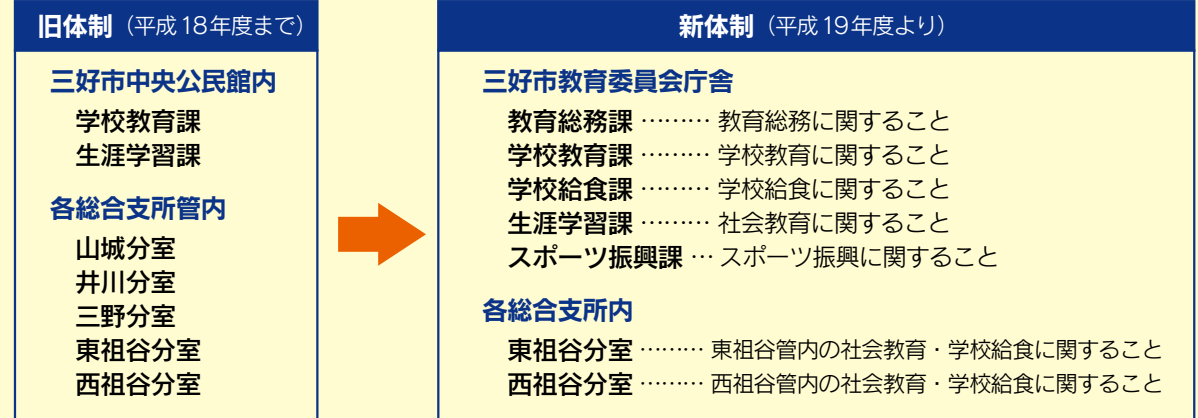 旧体制（平成18年度まで）
三好市中央公民館内
学校教育課
生涯学習課
各総合支所管内
山城分室
井川分室
三野分室
東祖谷分室
西祖谷分室
新体制（平成19年度より）
三好市教育委員会庁舎
教育総務課 ……… 教育総務に関すること
学校教育課 ……… 学校教育に関すること
学校給食課 ……… 学校給食に関すること
生涯学習課 ……… 社会教育に関すること
スポーツ振興課 … スポーツ振興に関すること
各総合支所内
東祖谷分室 ……… 東祖谷管内の社会教育・学校給食に関すること
西祖谷分室 ……… 西祖谷管内の社会教育・学校給食に関すること